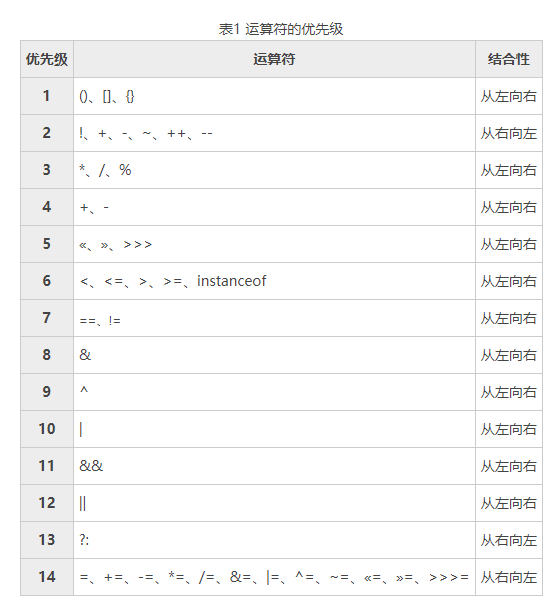 表1 运算符的优先级
优先级 运算符 结合性
1 ()、[]、{} 从左向右
2 !、+、-、~、++、-- 从右向左
3 *、/、% 从左向右
4 +、- 从左向右
5 «、»、>>> 从左向右
6 <、<=、>、>=、instanceof 从左向右
7 ==、!= 从左向右
8 & 从左向右
9 ^ 从左向右
10 | 从左向右
11 && 从左向右
12 || 从左向右
13 ?: 从右向左
14 =、+=、-=、*=、/=、&=、|=、^=、~=、«=、»=、>>>= 从右向左